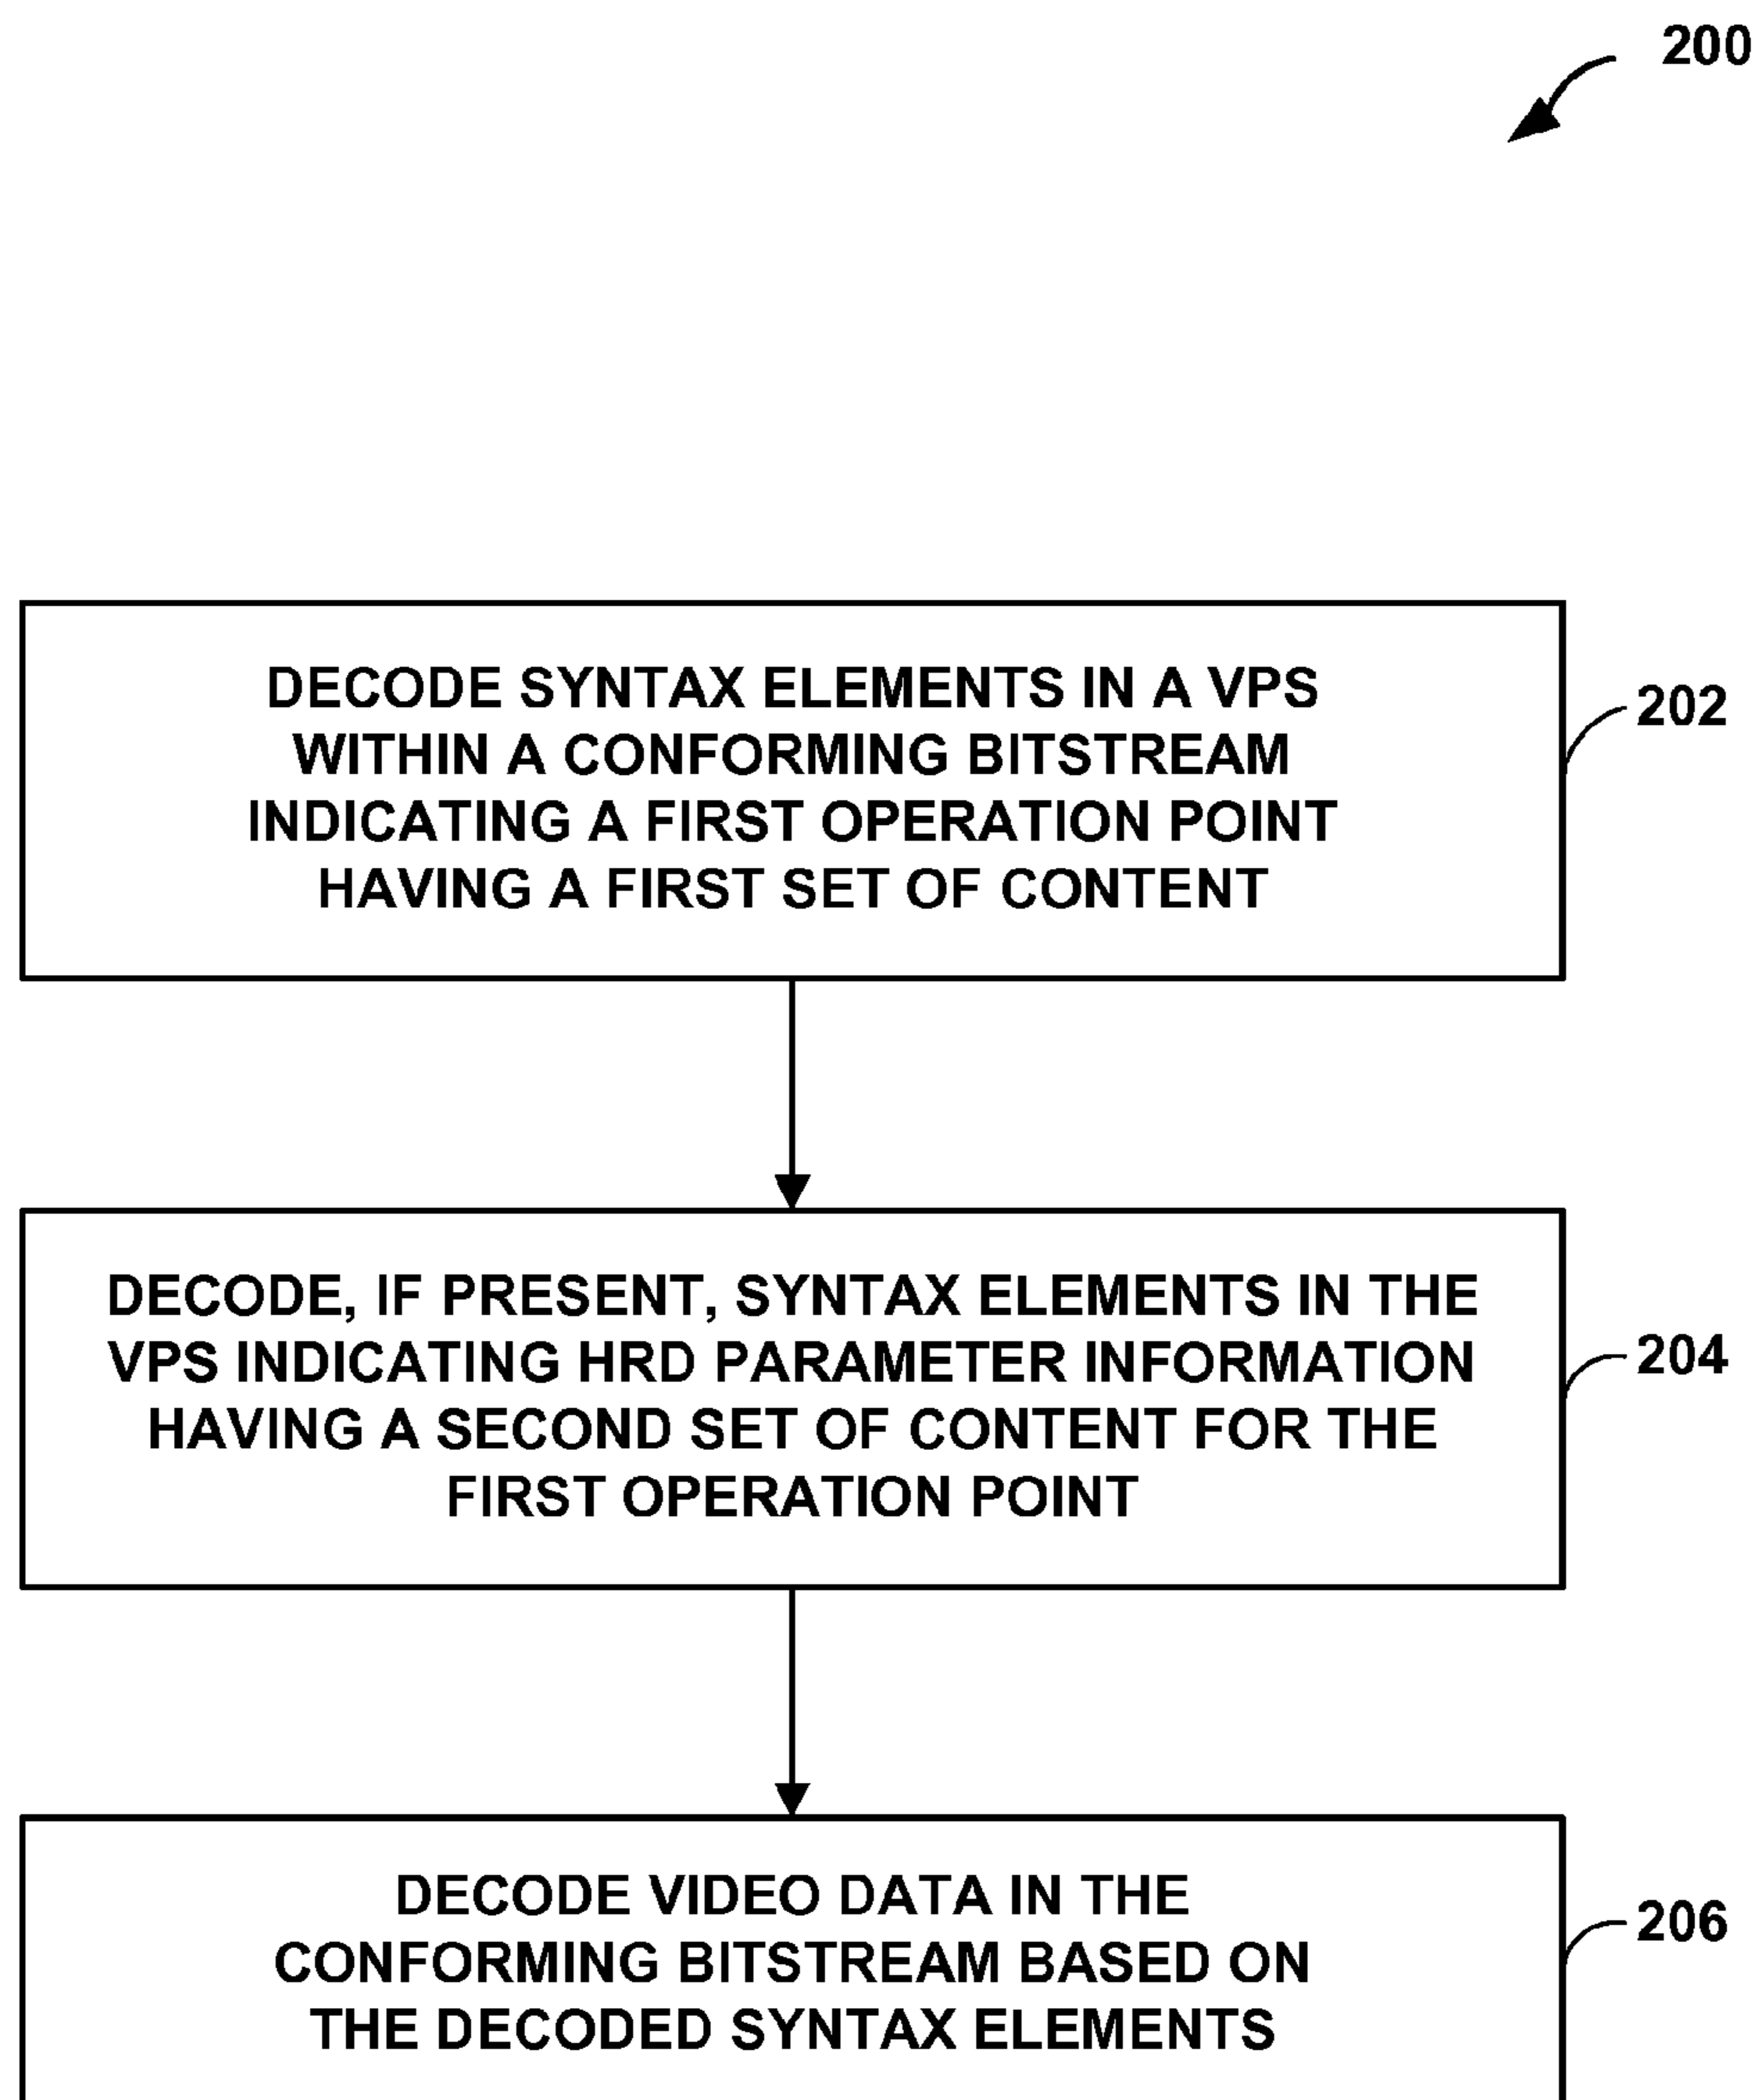 200
DECODE SYNTAX ELEMENTS IN A VPS
WITHIN A CONFORMING BITSTREAM
INDICATING A FIRST OPERATION POINT
HAVING A FIRST SET OF CONTENT
202
DECODE, IF PRESENT, SYNTAX ELEMENTS IN THE
VPS INDICATING HRD PARAMETER INFORMATION
HAVING A SECOND SET OF CONTENT FOR THE
FIRST OPERATION POINT
204
DECODE VIDEO DATA IN THE
CONFORMING BITSTREAM BASED ON
THE DECODED SYNTAX ELEMENTS
206